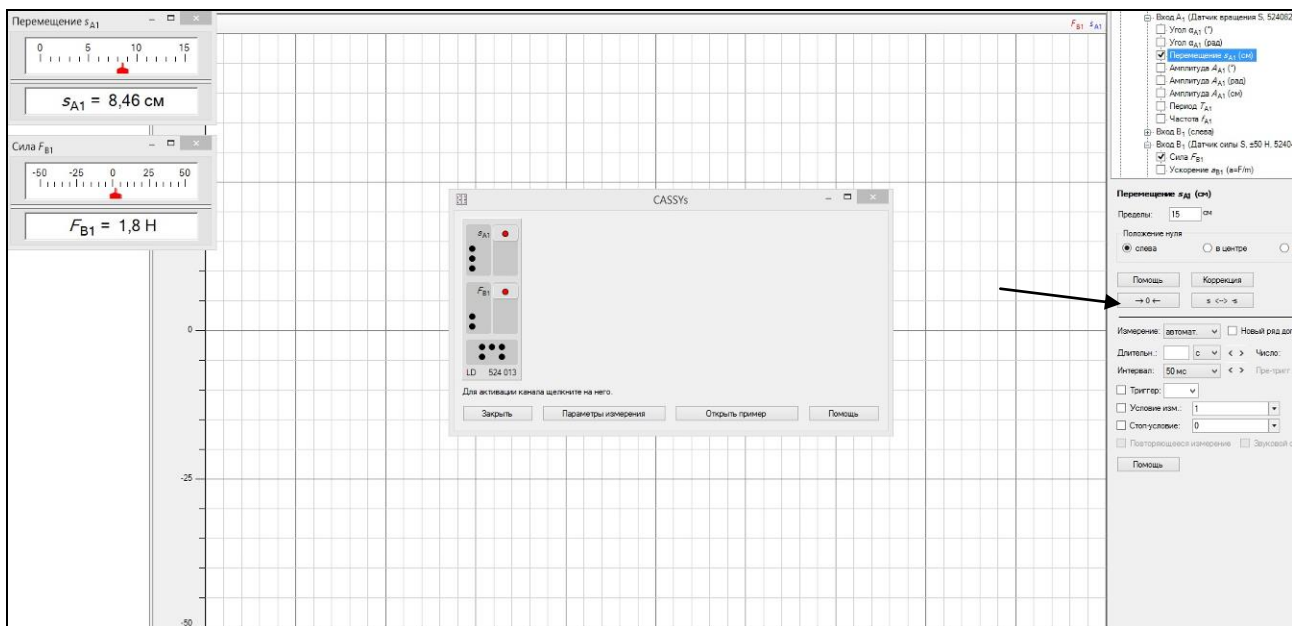 Перемещение sA1
0 5 10 15
sA1 = 8,46 см
Сила FB1
-50 -25 0 25 50
FB1 = 1,8 Н
FB1 sA1
0
-25
-50
CASSYs
sA1
FB1
LD 524 013
Для активации канала щелкните на него.
Закрыть Параметры измерения Открыть пример Помощь
Вход A1 (Датчик вращения S, 524082
Угол αA1 (°)
Угол αA1 (рад)
Перемещение sA1 (см)
Амплитуда AA1 (°)
Амплитуда AA1 (рад)
Амплитуда AA1 (см)
Период TA1
Частота fA1
Вход B1 (слева)
Вход B1 (Датчик силы S, ±50 Н, 5240
Сила FB1
Ускорение aB1 (a=F/m)
Перемещение sA1 (см)
Пределы: 15 см
Положение нуля
слева в центре
Помощь Коррекция
→ 0 ← s <-> -s
Измерение: автомат. Новый ряд доп
Длительн.: с < > Число:
Интервал: 50 мс < > Пре-тригг
Триггер:
Условие изм.: 1
Стоп-условие: 0
Повторяющееся измерение Звуковой с
Помощь